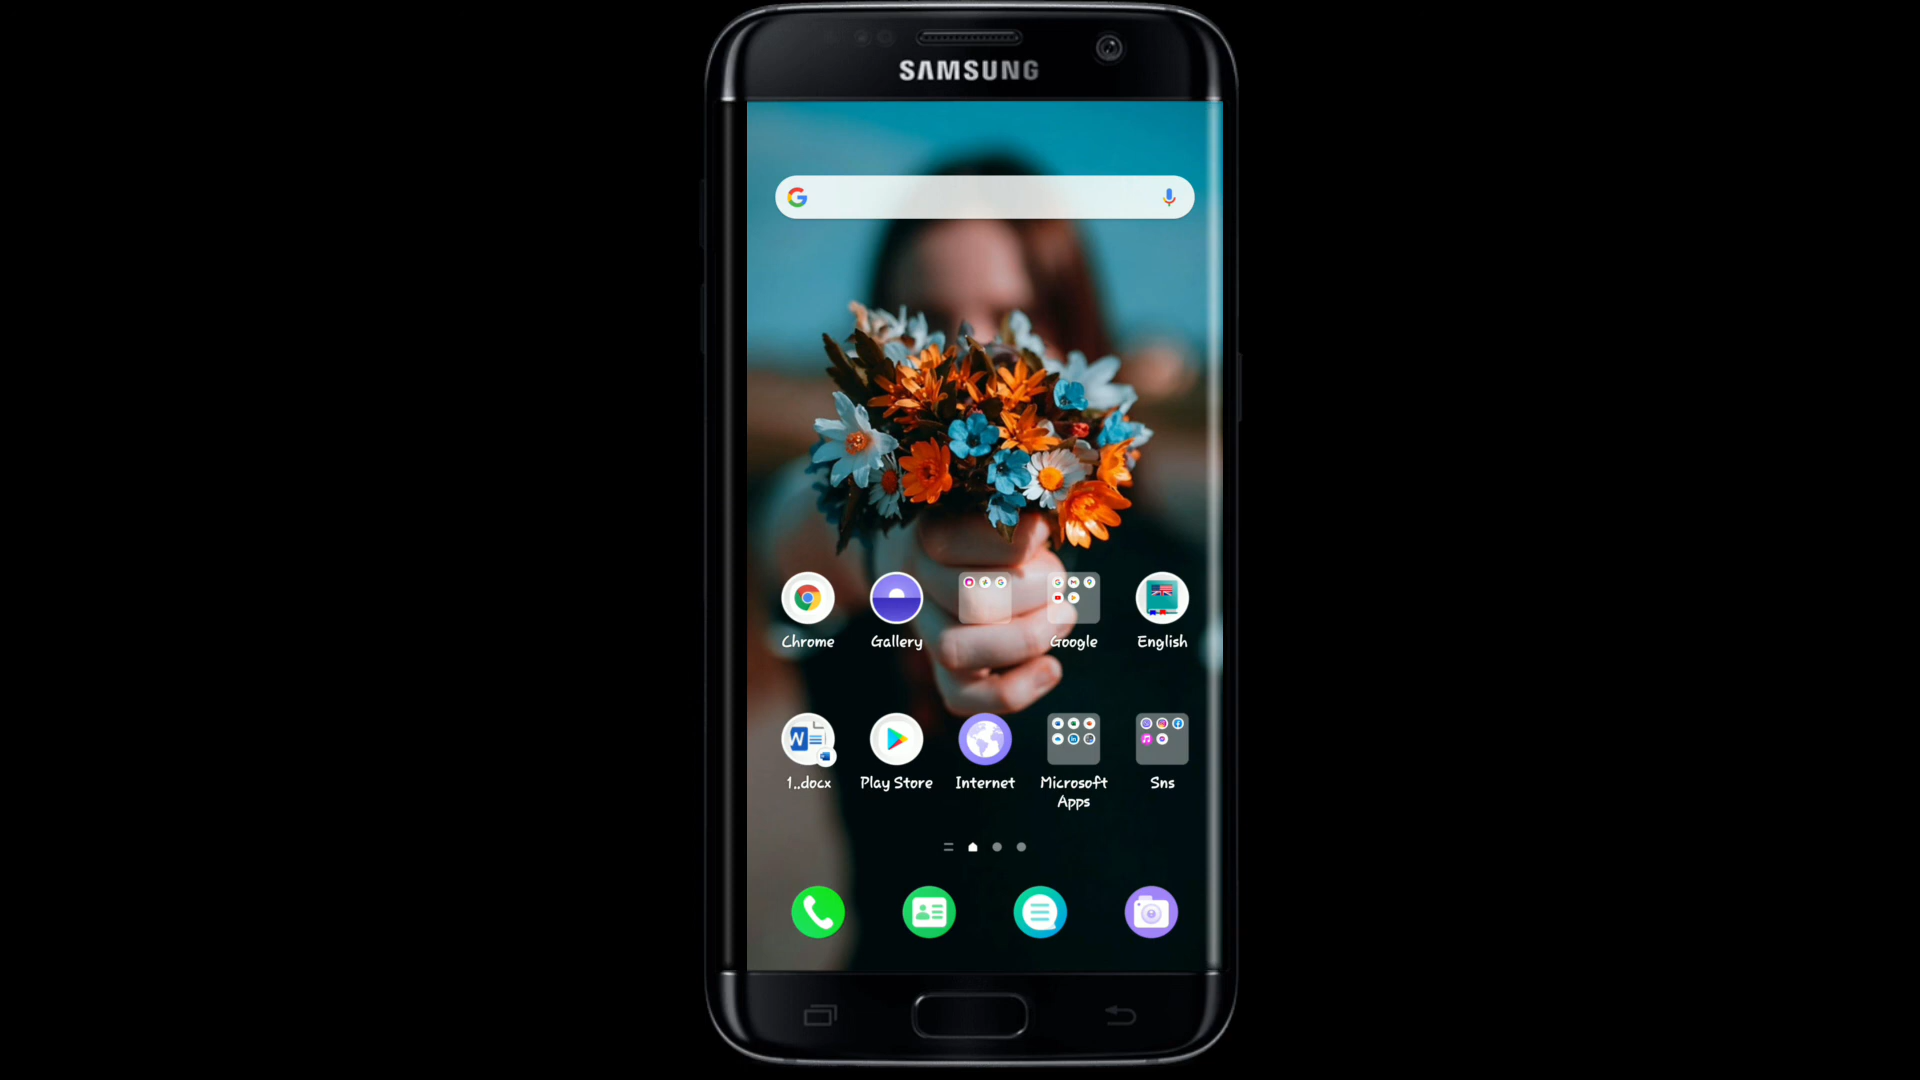 SAMSUNG
Chrome
Gallery
Google
English
1..docx
Play Store
Internet
Microsoft
Apps
Sns